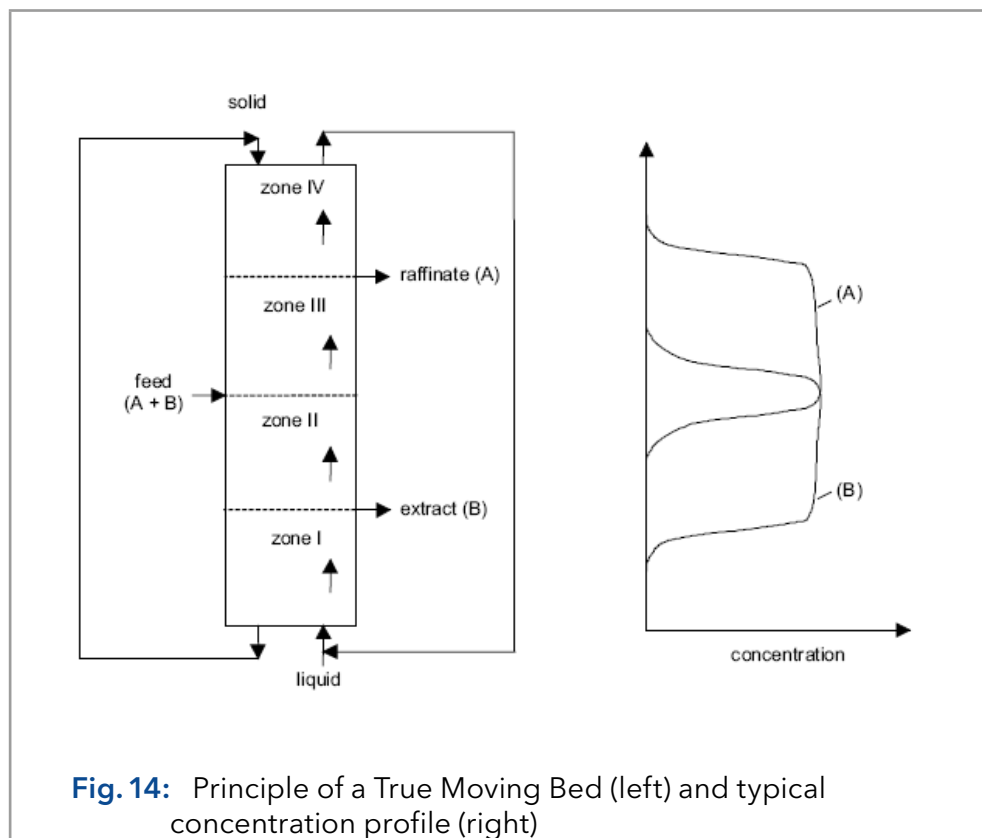 solid
zone IV
raffinate (A)
zone III
feed
(A + B)
zone II
extract (B)
zone I
liquid
(A)
(B)
concentration
Fig. 14: Principle of a True Moving Bed (left) and typical
concentration profile (right)